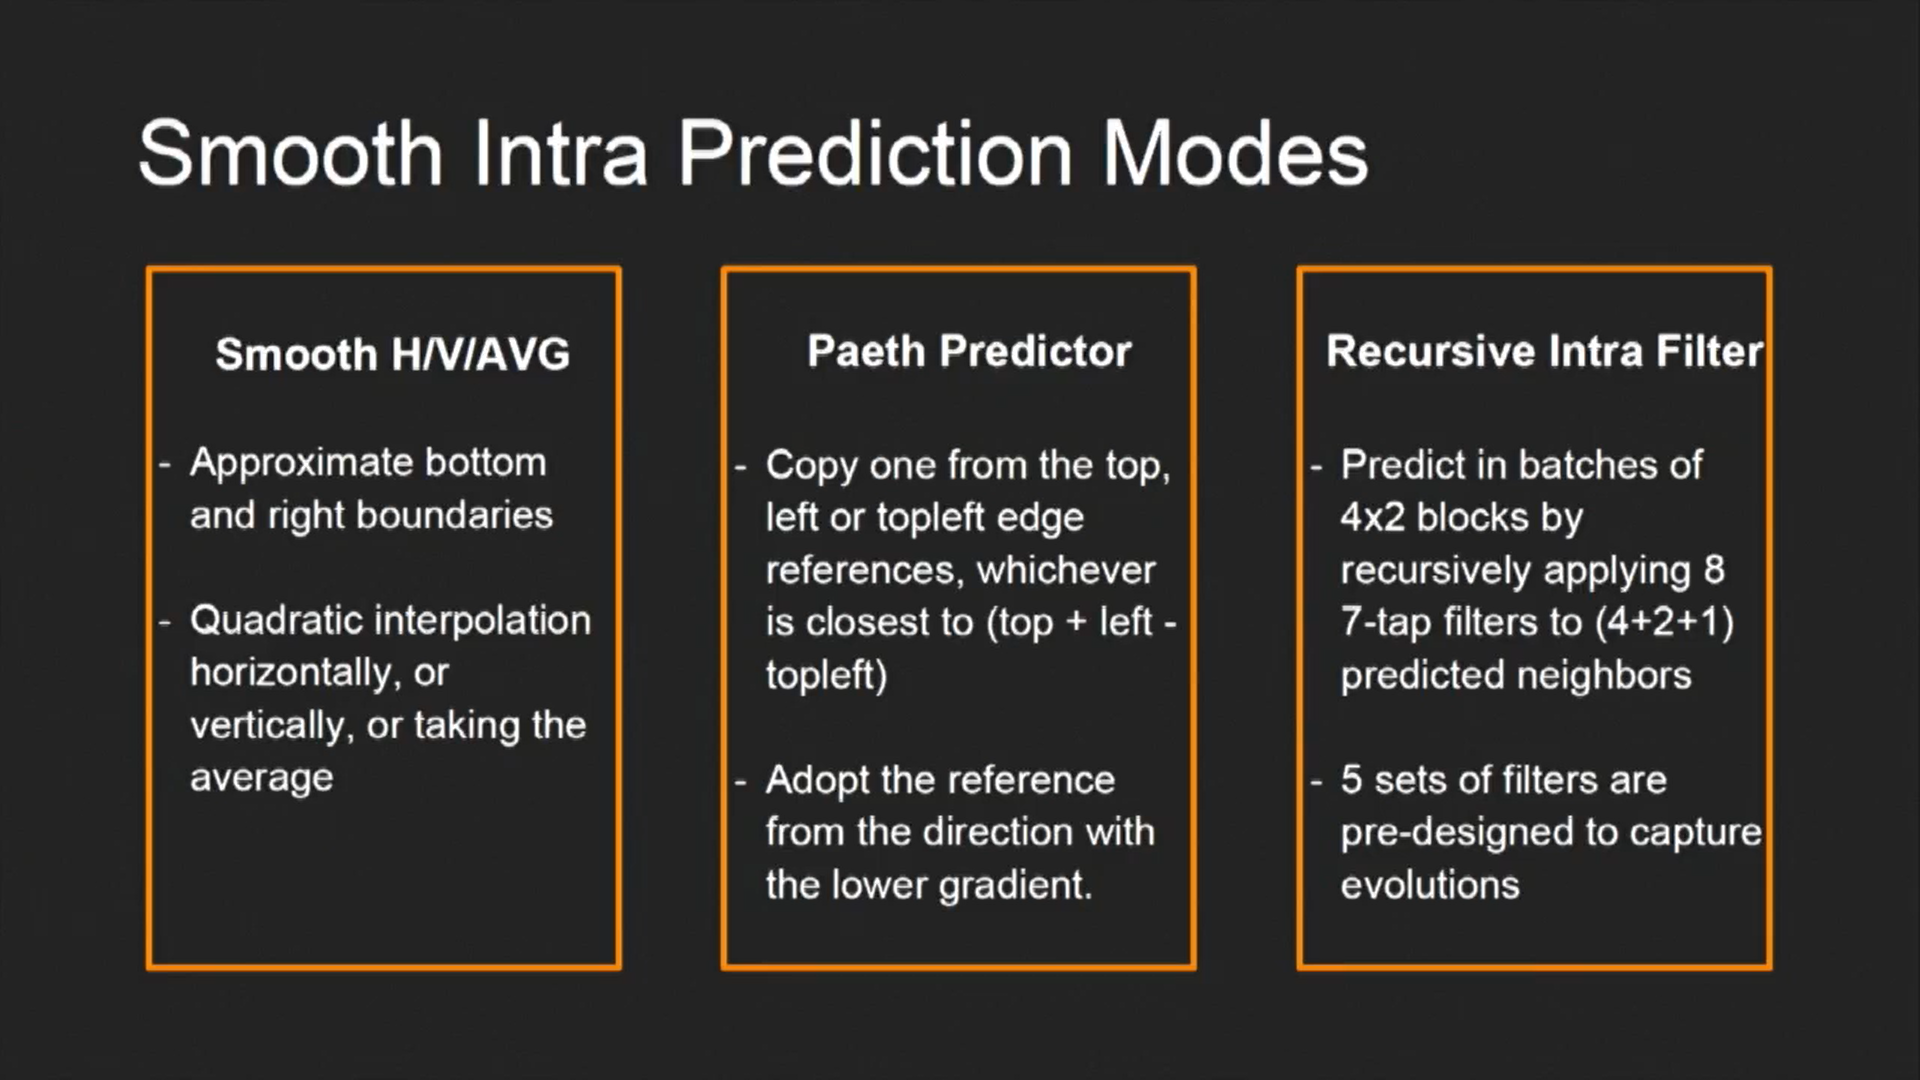 Smooth Intra Prediction Modes
Smooth H/V/AVG
- Approximate bottom
and right boundaries
- Quadratic interpolation
horizontally, or
vertically, or taking the
average
Paeth Predictor
- Copy one from the top,
left or topleft edge
references, whichever
is closest to (top + left -
topleft)
- Adopt the reference
from the direction with
the lower gradient.
Recursive Intra Filter
- Predict in batches of
4x2 blocks by
recursively applying 8
7-tap filters to (4+2+1)
predicted neighbors
- 5 sets of filters are
pre-designed to capture
evolutions